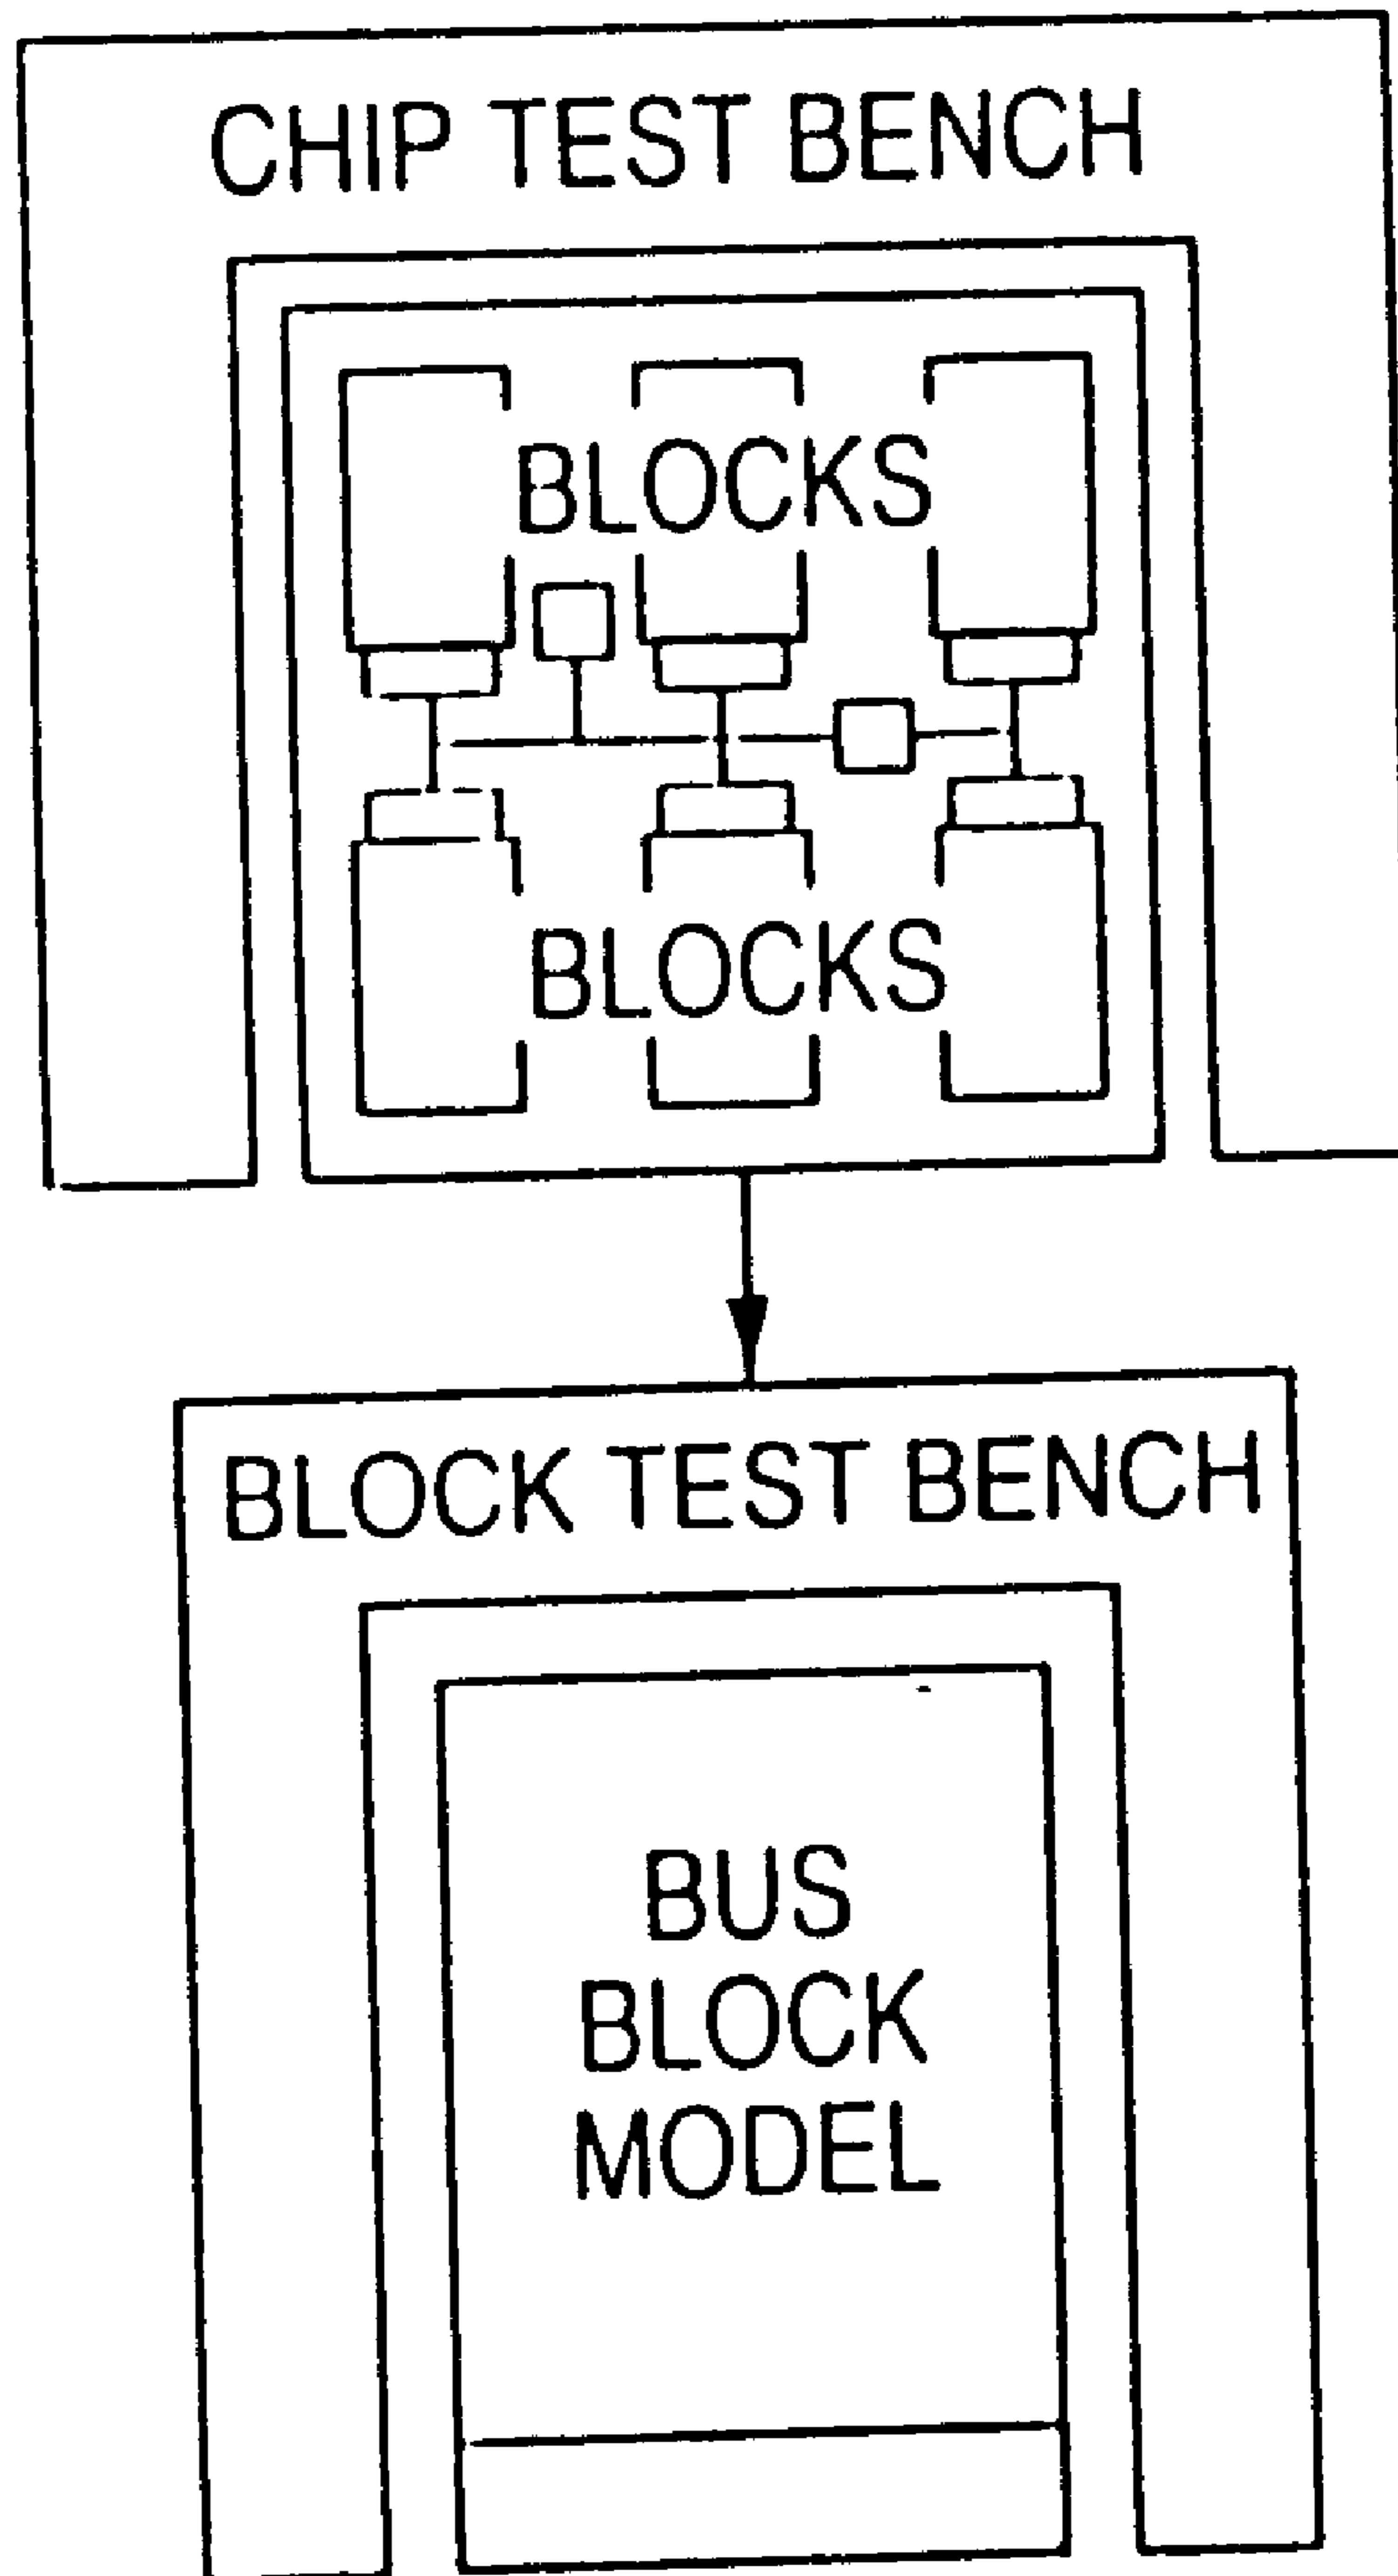 CHIP TEST BENCH
BLOCKS
BLOCKS
BLOCK TEST BENCH
BUS
BLOCK
MODEL